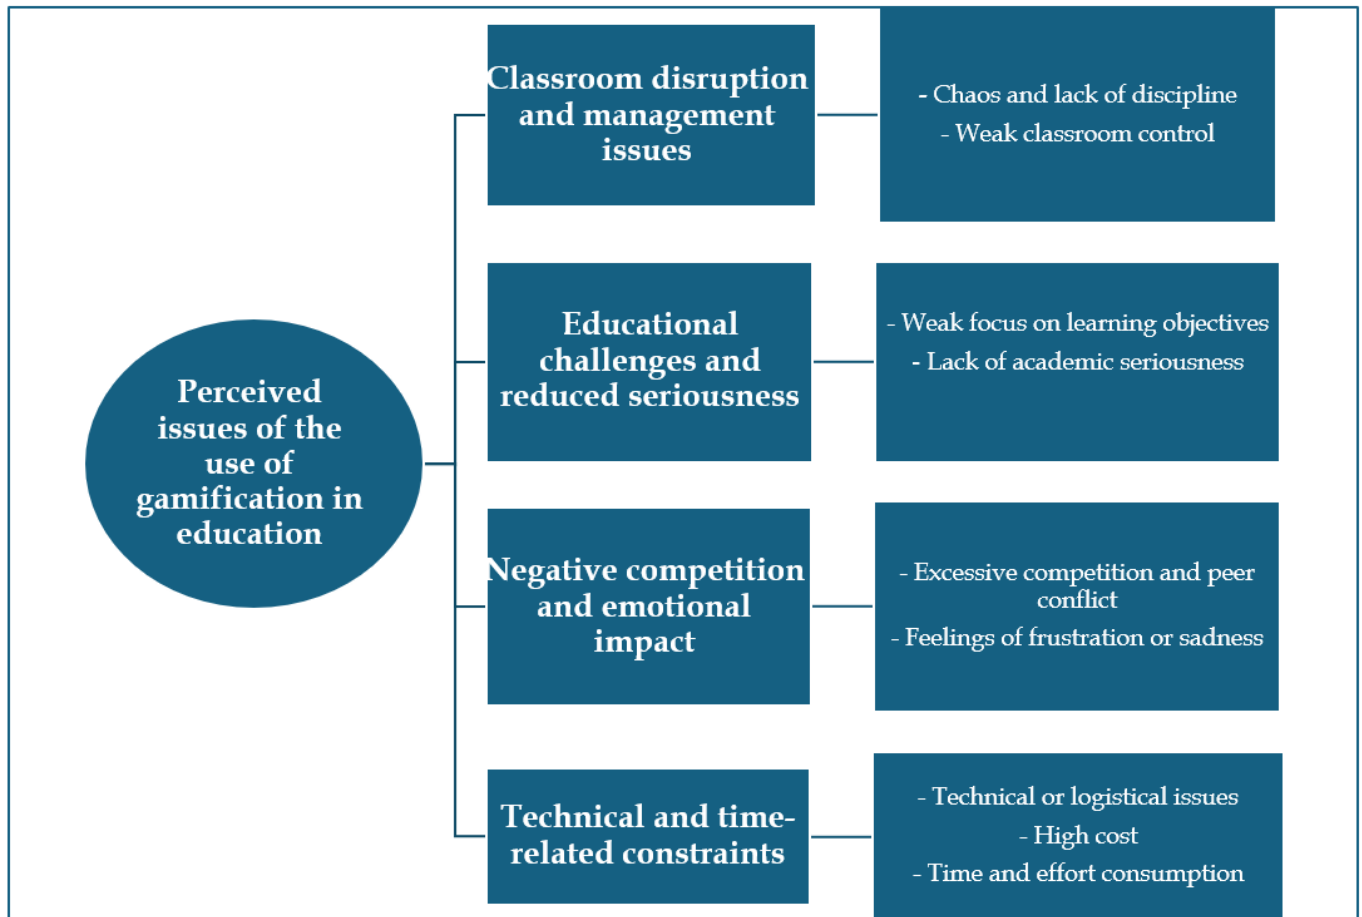 Perceived
issues of the
use of
gamification in
education
Classroom disruption
and management
issues
- Chaos and lack of discipline
- Weak classroom control
Educational
challenges and
reduced seriousness
- Weak focus on learning objectives
- Lack of academic seriousness
Negative competition
and emotional
impact
- Excessive competition and peer
conflict
- Feelings of frustration or sadness
Technical and time-
related constraints
- Technical or logistical issues
- High cost
- Time and effort consumption